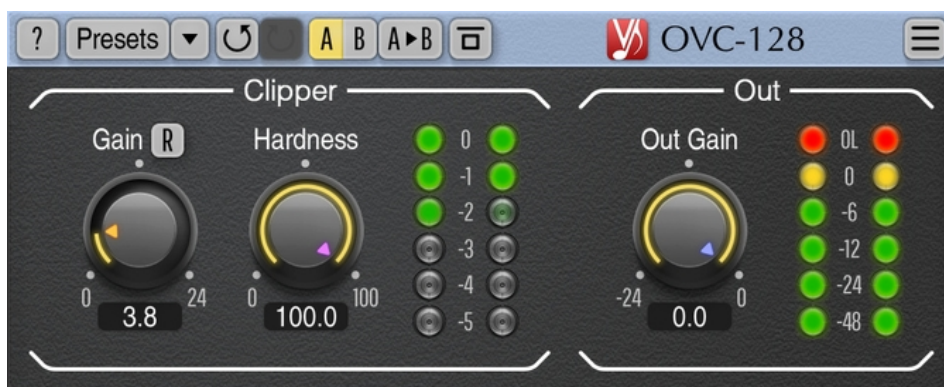 ? Presets A B A►B OVC-128
Clipper Out
Gain R Hardness 0 Out Gain OL
-1 0
-2 -6
-3 -12
0 24 0 100 -4 -24 0 -24
3.8 100.0 -5 0.0 -48